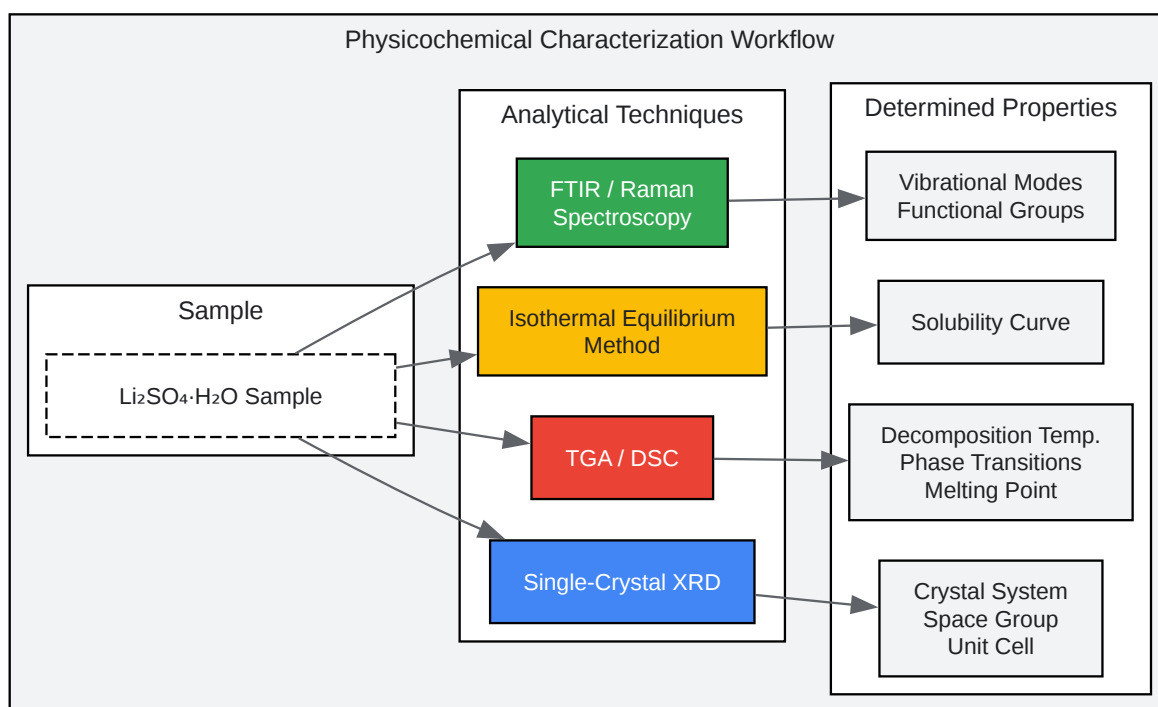 Physicochemical Characterization Workflow
Sample
Li₂SO₄·H₂O Sample
Analytical Techniques
FTIR / Raman
Spectroscopy
Isothermal Equilibrium
Method
TGA / DSC
Single-Crystal XRD
Determined Properties
Vibrational Modes
Functional Groups
Solubility Curve
Decomposition Temp.
Phase Transitions
Melting Point
Crystal System
Space Group
Unit Cell